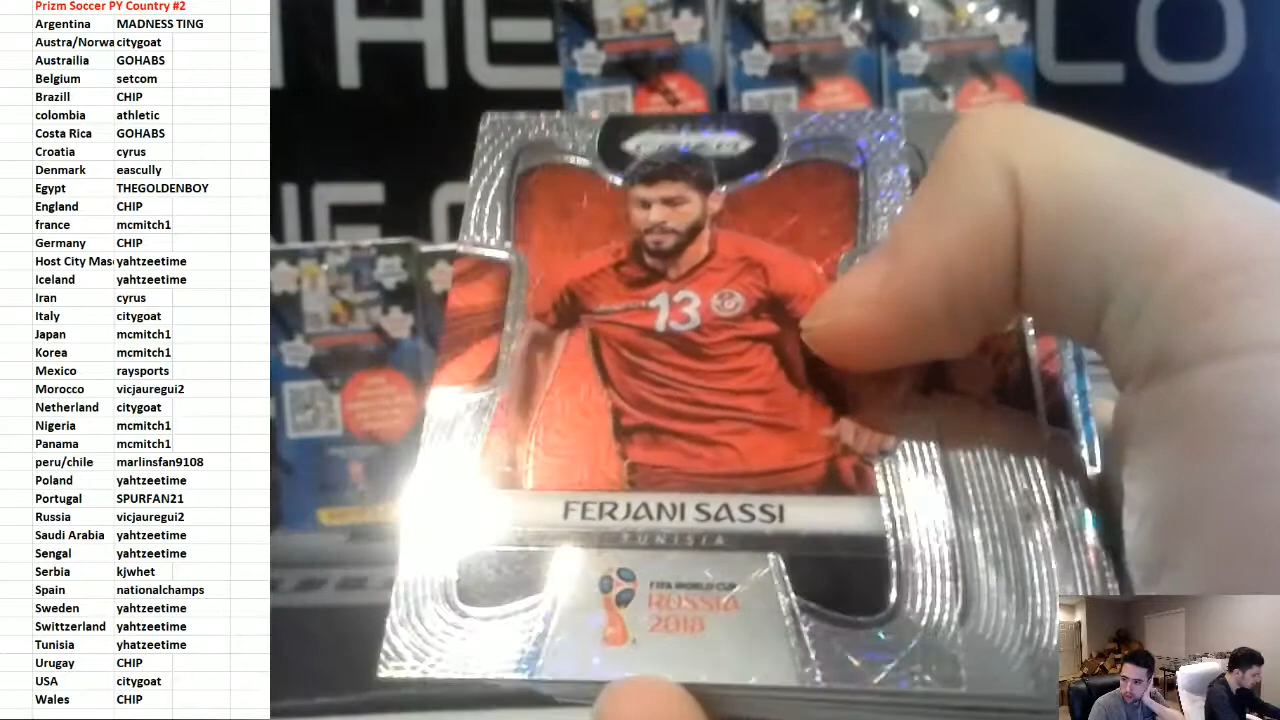 Prizm Soccer PY Country #2
Argentina MADNESS TING
Austra/Norwa citygoat
Austrailia GOHABS
Belgium setcom
Brazill CHIP
colombia athletic
Costa Rica GOHABS
Croatia cyrus
Denmark eascully
Egypt THEGOLDENBOY
England CHIP
france mcmitch1
Germany CHIP
Host City Mas yahtzeetime
Iceland yahtzeetime
Iran cyrus
Italy citygoat
Japan mcmitch1
Korea mcmitch1
Mexico raysports
Morocco vicjauregui2
Netherland citygoat
Nigeria mcmitch1
Panama mcmitch1
peru/chile marlinsfan9108
Poland yahtzeetime
Portugal SPURFAN21
Russia vicjauregui2
Saudi Arabia yahtzeetime
Sengal yahtzeetime
Serbia kjwhet
Spain nationalchamps
Sweden yahtzeetime
Swittzerland yahtzeetime
Tunisia yhatzeetime
Urugay CHIP
USA citygoat
Wales CHIP
THE
CO
PRIZM
13
FERJANI SASSI
TUNISIA
FIFA WORLD CUP
RUSSIA
2018